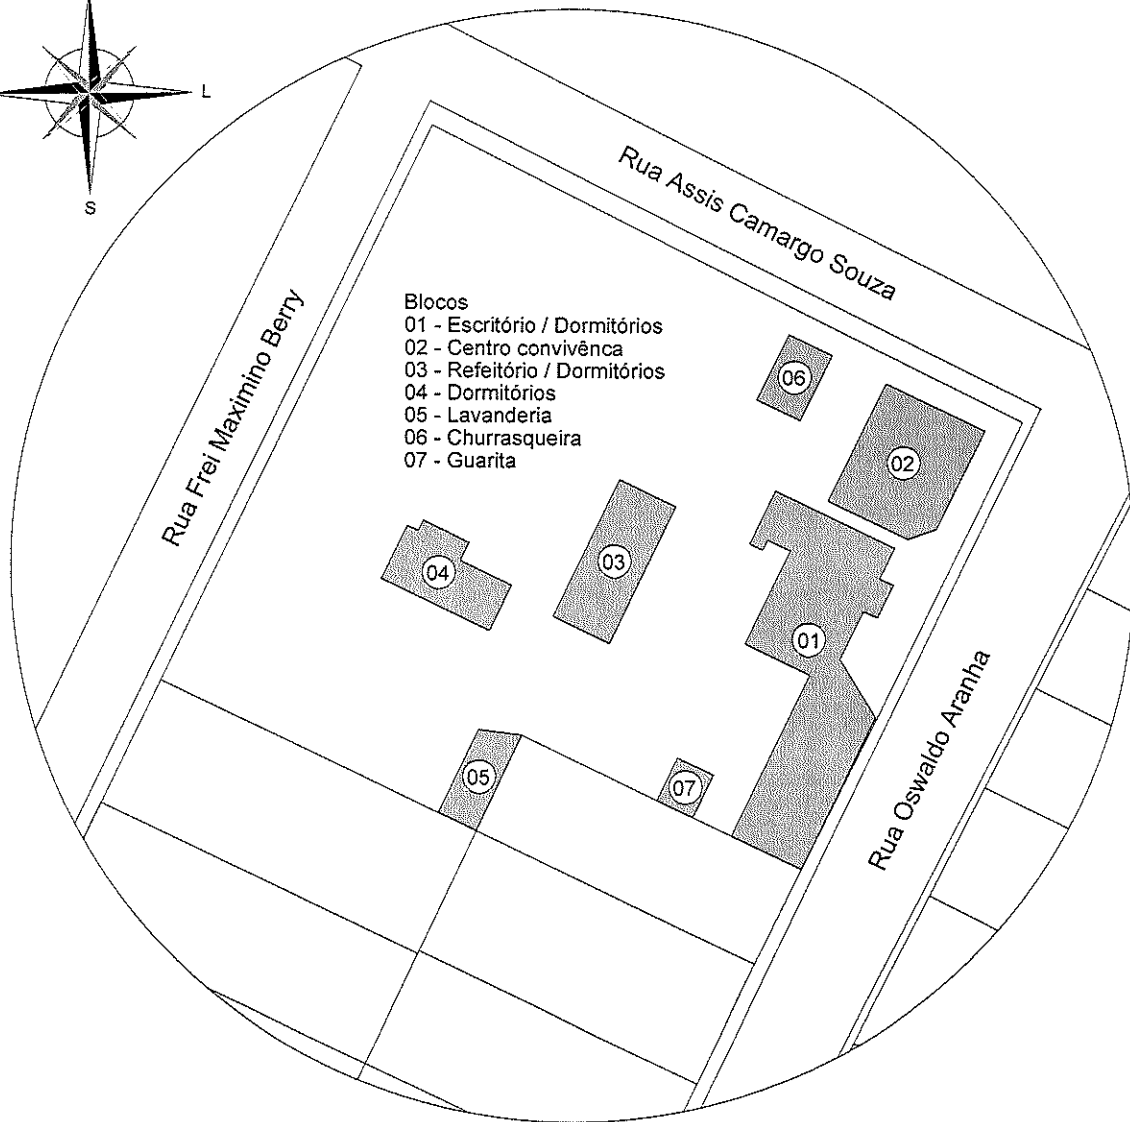 L
S
Rua Assis Camargo Souza
Rua Frei Maximino Berry
Blocos
01 - Escritório / Dormitórios
02 - Centro convivênca
03 - Refeitório / Dormitórios
04 - Dormitórios
05 - Lavanderia
06 - Churrasqueira
07 - Guarita
06
02
03
04
01
05
07
Rua Oswaldo Aranha